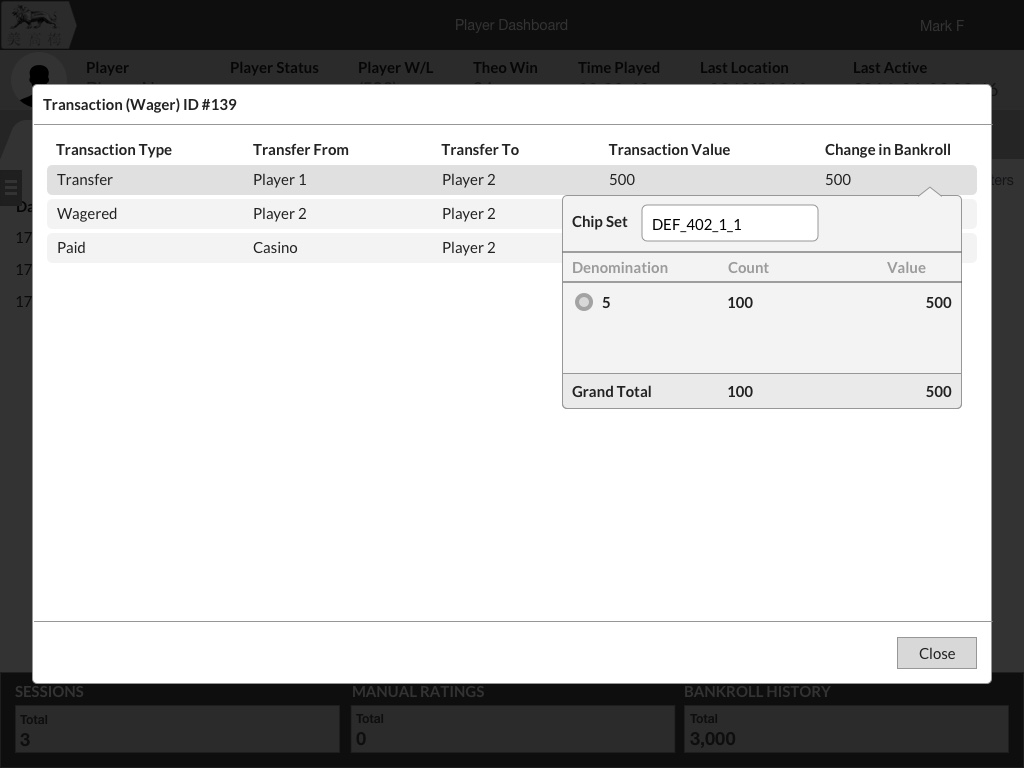 Player Dashboard
Mark F
Player Player Status Player W/L Theo Win Time Played Last Location Last Active
Transaction (Wager) ID #139
Transaction Type Transfer From Transfer To Transaction Value Change in Bankroll
Transfer Player 1 Player 2 500 500
Wagered Player 2 Player 2
Paid Casino Player 2
Chip Set DEF_402_1_1
Denomination Count Value
5 100 500
Grand Total 100 500
17
17
17
Close
SESSIONS MANUAL RATINGS BANKROLL HISTORY
Total Total Total
3 0 3,000